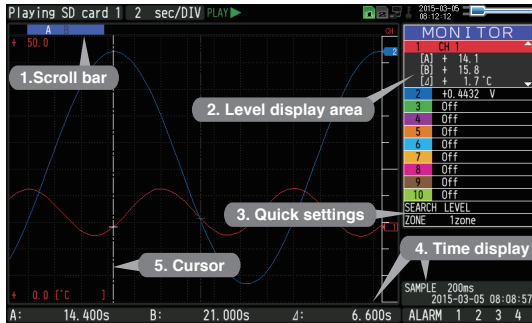 Playing SD card 1 2 sec/DIV PLAY
2015-03-05
08-12-12
A B
CH
+ 50.0
1.Scroll bar
2
MONITOR
1 CH 1
[A] + 14.1
[B] + 15.8
[⊿] + 1.7 °C
2. Level display area
2 +0.4432 V
3 Off
4 Off
5 Off
6 Off
7 Off
8 Off
9 Off
10 Off
SEARCH LEVEL
ZONE 1zone
3. Quick settings
1
4. Time display
5. Cursor
+ 0.0 [°C ]
SAMPLE 200ms
2015-03-05 08:08:57
A: 14.400s B: 21.000s ⊿: 6.600s ALARM 1 2 3 4